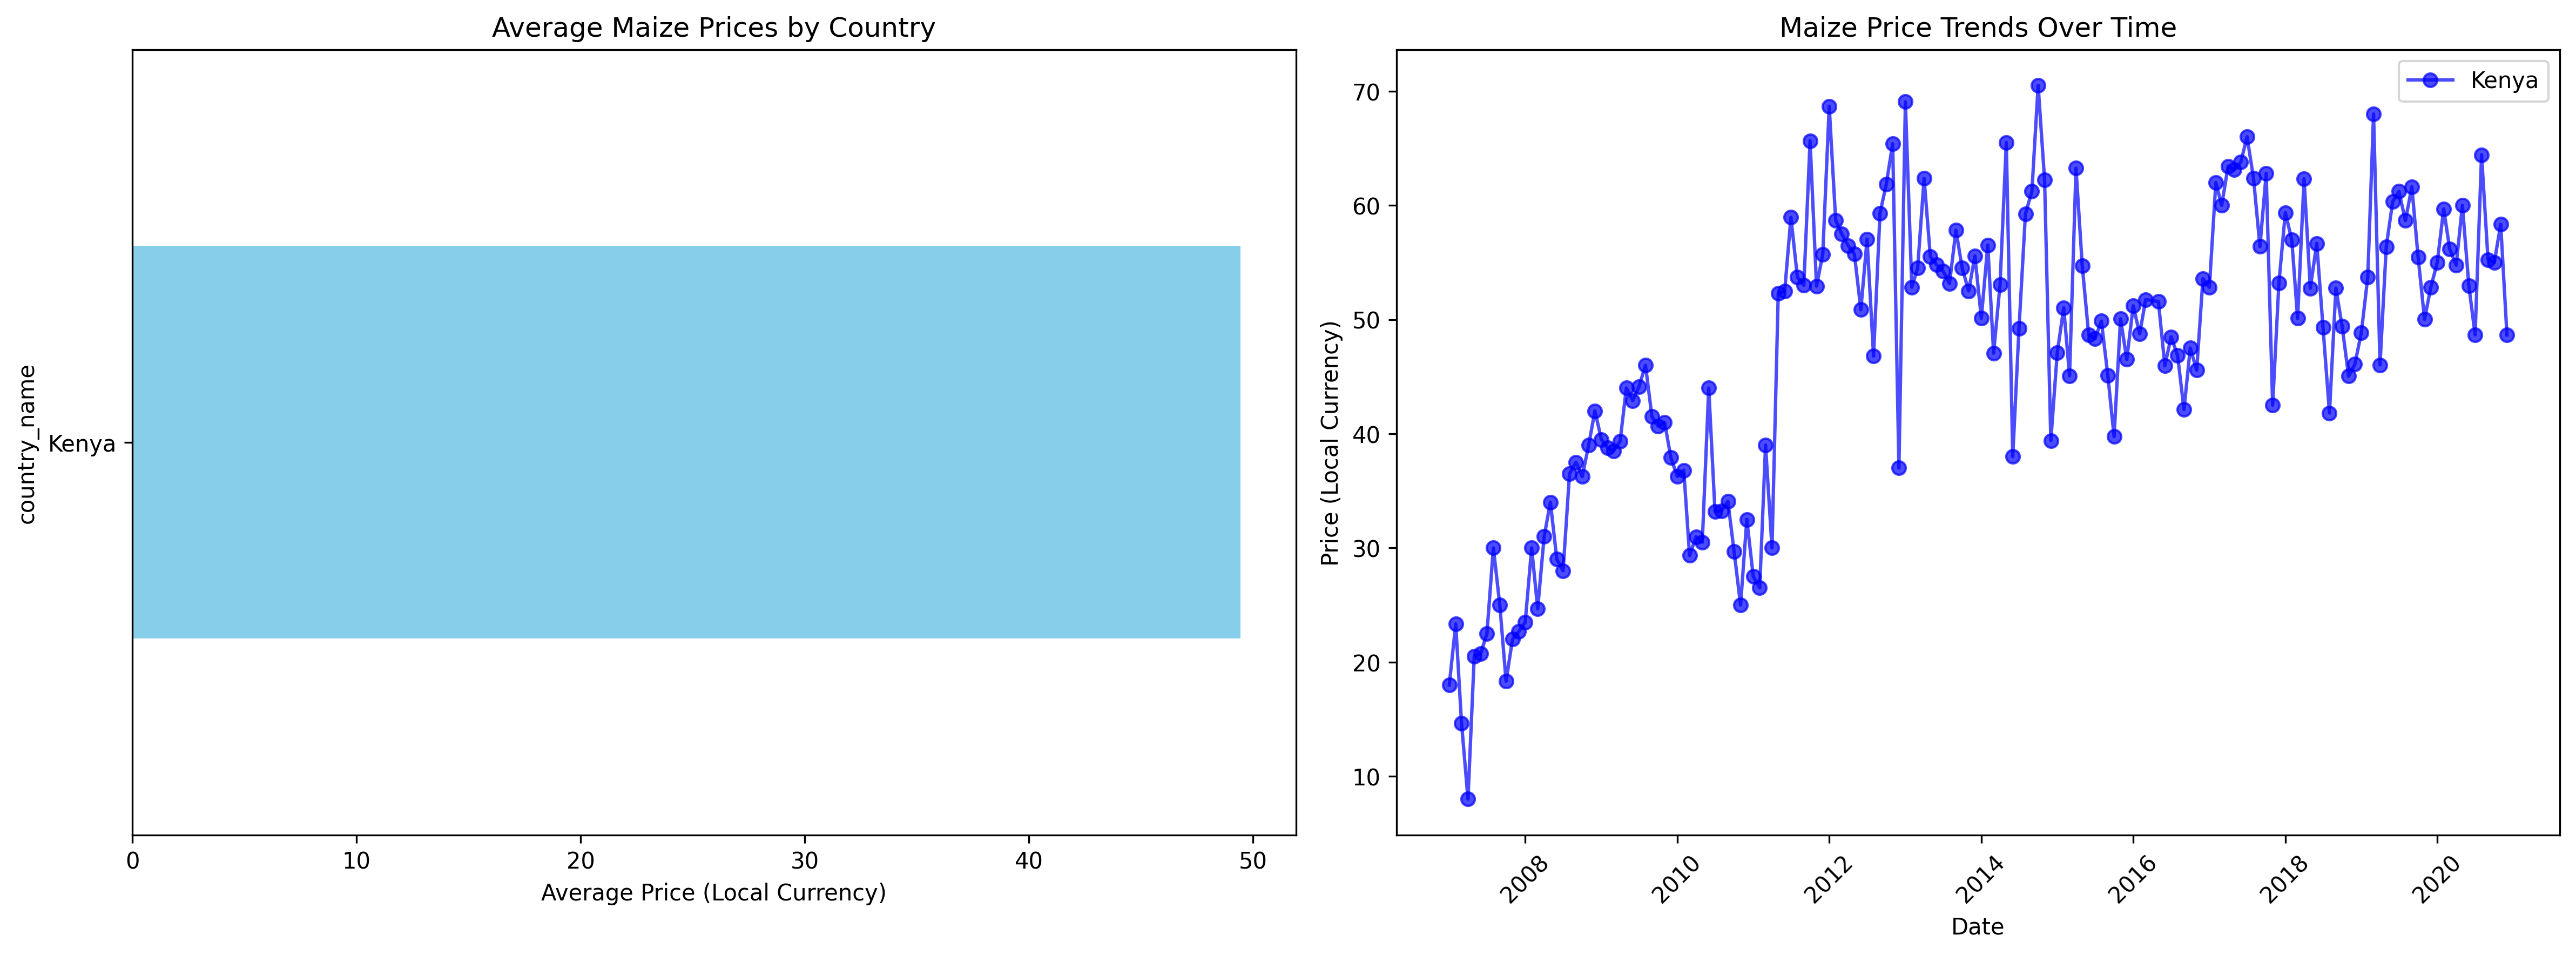 Average Maize Prices by Country
country_name
Kenya
0 10 20 30 40 50
Average Price (Local Currency)
Maize Price Trends Over Time
Kenya
Price (Local Currency)
70
60
50
40
30
20
10
2008 2010 2012 2014 2016 2018 2020
Date